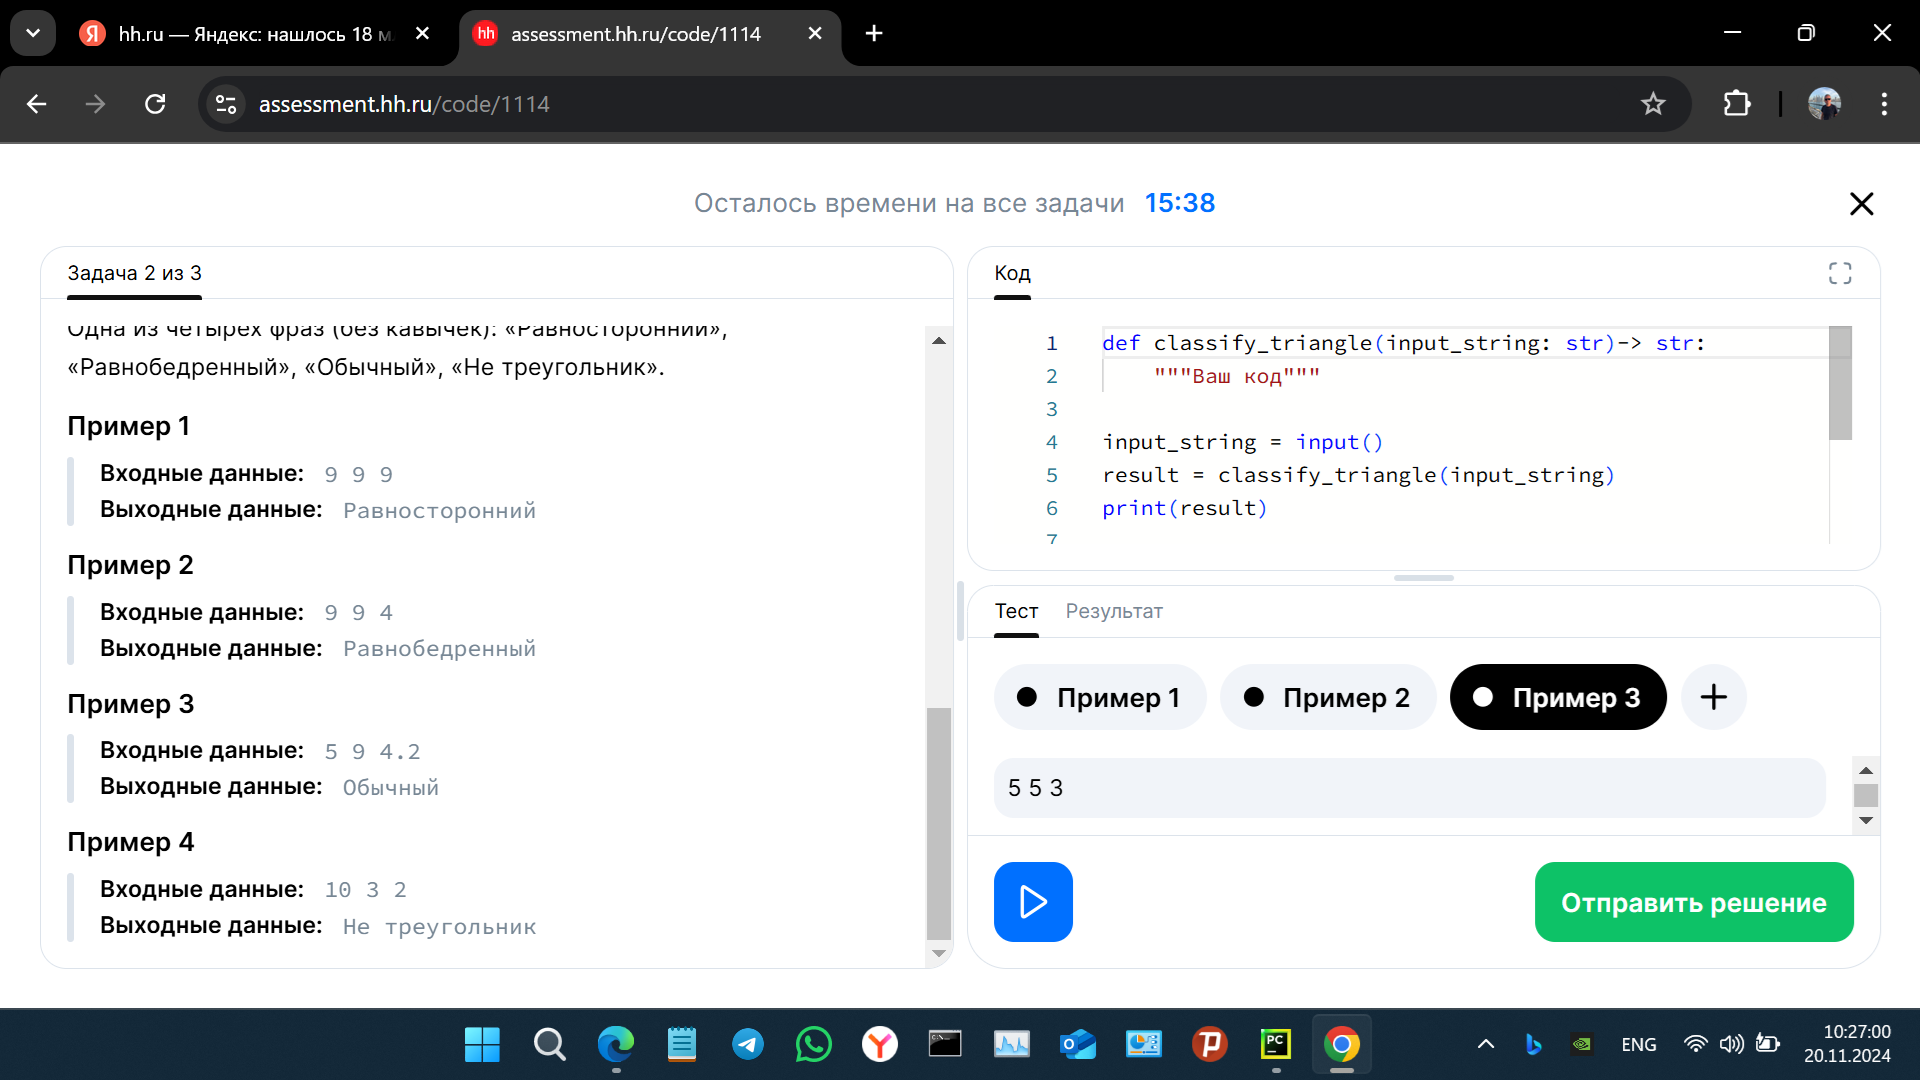 hh.ru — Яндекс: нашлось 18 м
hh
assessment.hh.ru/code/1114
assessment.hh.ru/code/1114
Осталось времени на все задачи 15:38
Задача 2 из 3
Одна из четырех фраз (без кавычек): «Равносторонний»,
«Равнобедренный», «Обычный», «Не треугольник».
Пример 1
Входные данные: 9 9 9
Выходные данные: Равносторонний
Пример 2
Входные данные: 9 9 4
Выходные данные: Равнобедренный
Пример 3
Входные данные: 5 9 4.2
Выходные данные: Обычный
Пример 4
Входные данные: 10 3 2
Выходные данные: Не треугольник
Код
1 def classify_triangle(input_string: str)-> str:
2 """Ваш код"""
3
4 input_string = input()
5 result = classify_triangle(input_string)
6 print(result)
7
Тест Результат
Пример 1 Пример 2 Пример 3
5 5 3
Отправить решение
ENG
10:27:00
20.11.2024